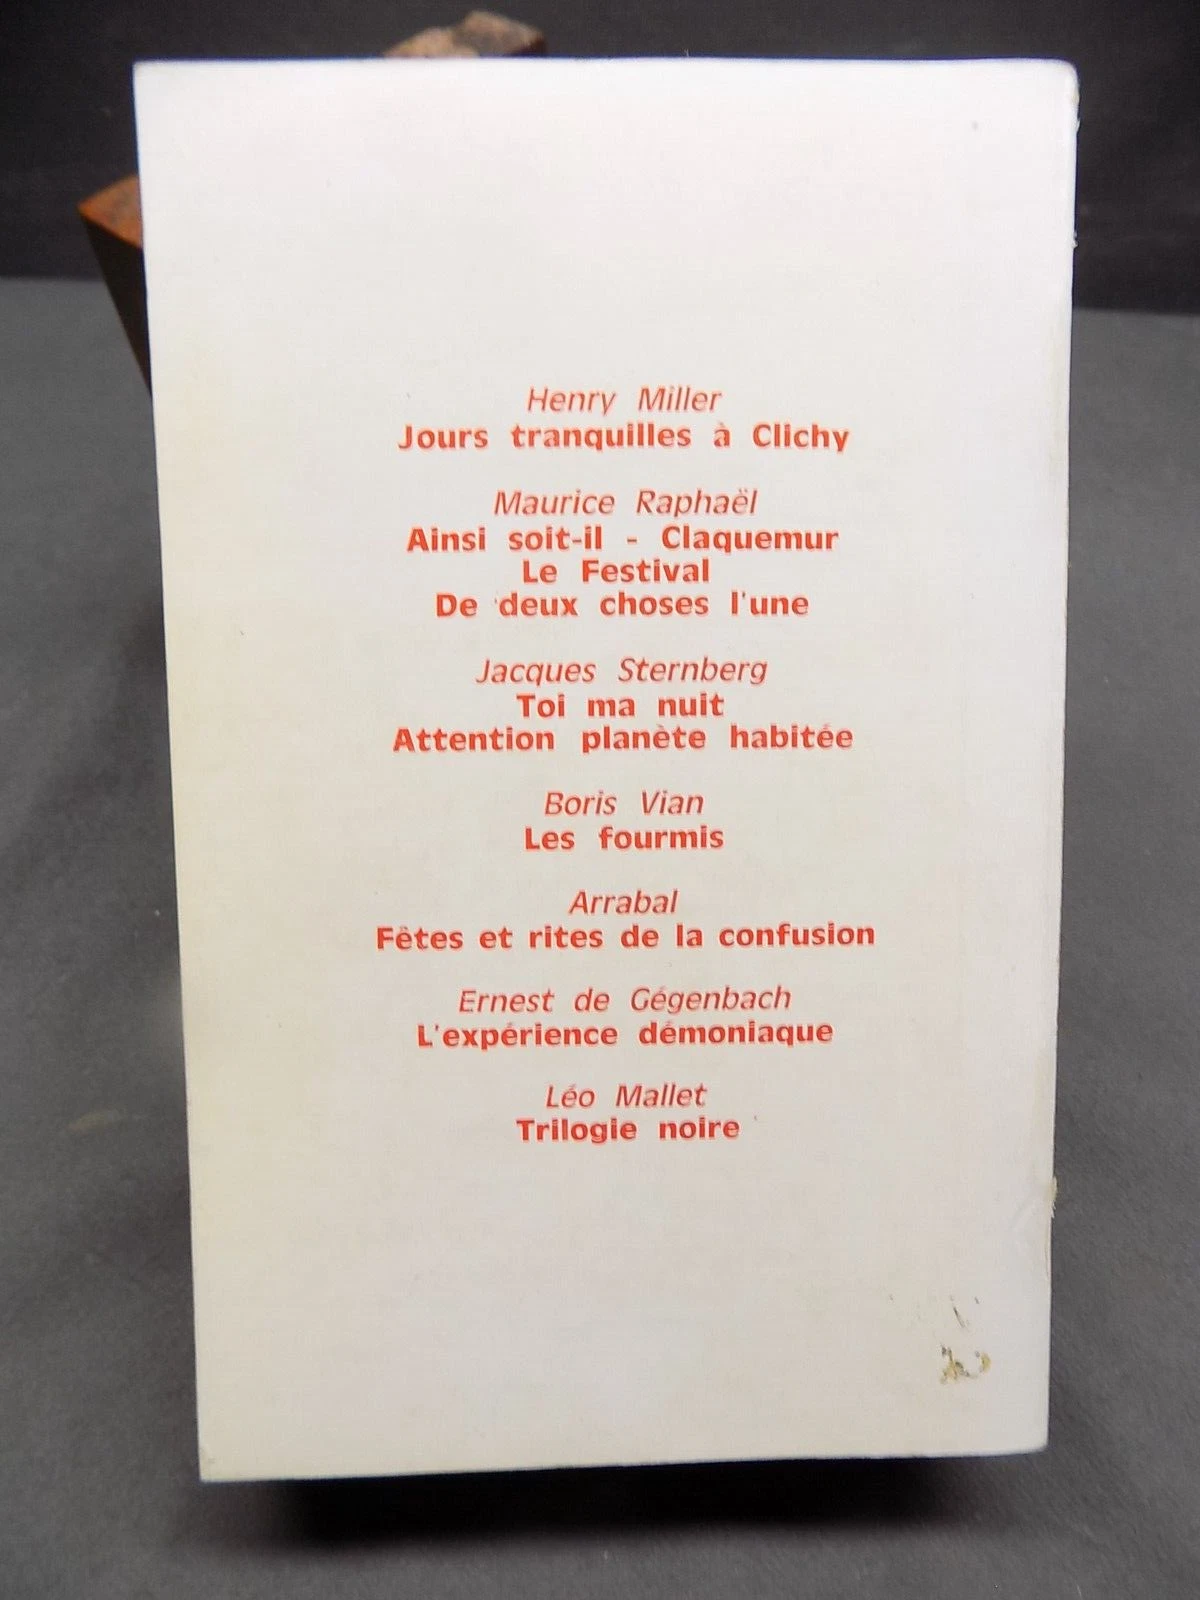 Henry Miller
Jours tranquilles à Clichy
Maurice Raphaël
Ainsi soit-il - Claquemur
Le Festival
De deux choses l'une
Jacques Sternberg
Toi ma nuit
Attention planète habitée
Boris Vian
Les fourmis
Arrabal
Fêtes et rites de la confusion
Ernest de Gégenbach
L'expérience démoniaque
Léo Mallet
Trilogie noire